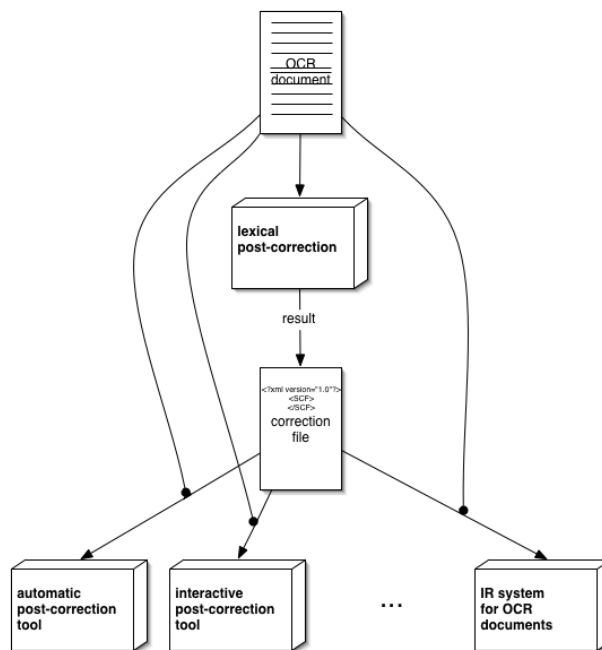 OCR
document
lexical
post-correction
result
<?xml version="1.0"?>
<SCF>
</SCF>
correction
file
automatic
post-correction
tool
interactive
post-correction
tool
...
IR system
for OCR
documents